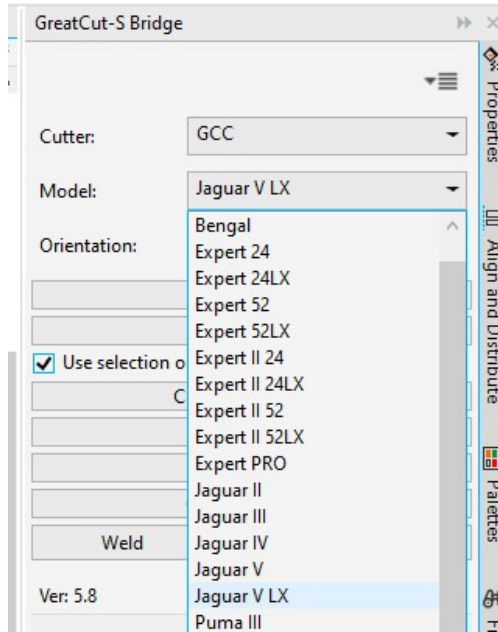 GreatCut-S Bridge
Cutter:
GCC
Model:
Jaguar V LX
Orientation:
Bengal
Expert 24
Expert 24LX
Expert 52
Expert 52LX
Expert II 24
Expert II 24LX
Expert II 52
Expert II 52LX
Expert PRO
Jaguar II
Jaguar III
Jaguar IV
Jaguar V
Jaguar V LX
Puma III
Use selection o
C
Weld
Ver: 5.8
Properties
Align and Distribute
Palettes